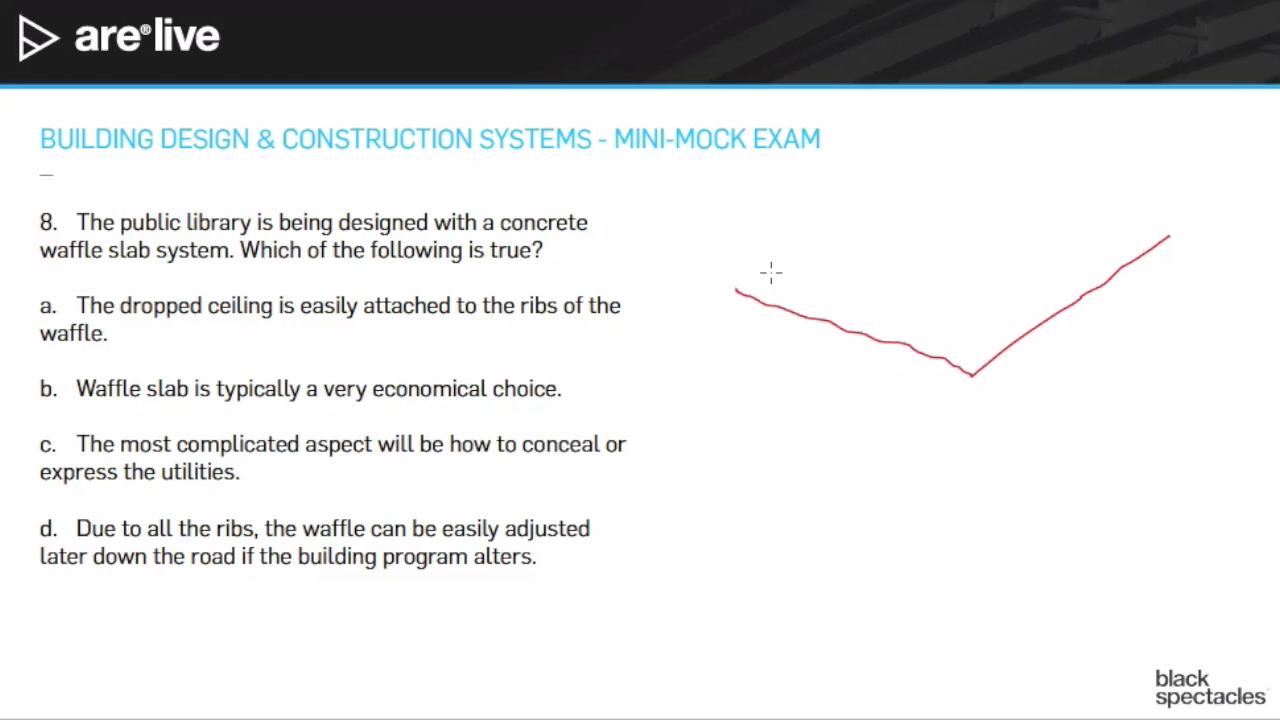 are®live
BUILDING DESIGN & CONSTRUCTION SYSTEMS - MINI-MOCK EXAM
8. The public library is being designed with a concrete
waffle slab system. Which of the following is true?
a. The dropped ceiling is easily attached to the ribs of the
waffle.
b. Waffle slab is typically a very economical choice.
c. The most complicated aspect will be how to conceal or
express the utilities.
d. Due to all the ribs, the waffle can be easily adjusted
later down the road if the building program alters.
black
spectacles